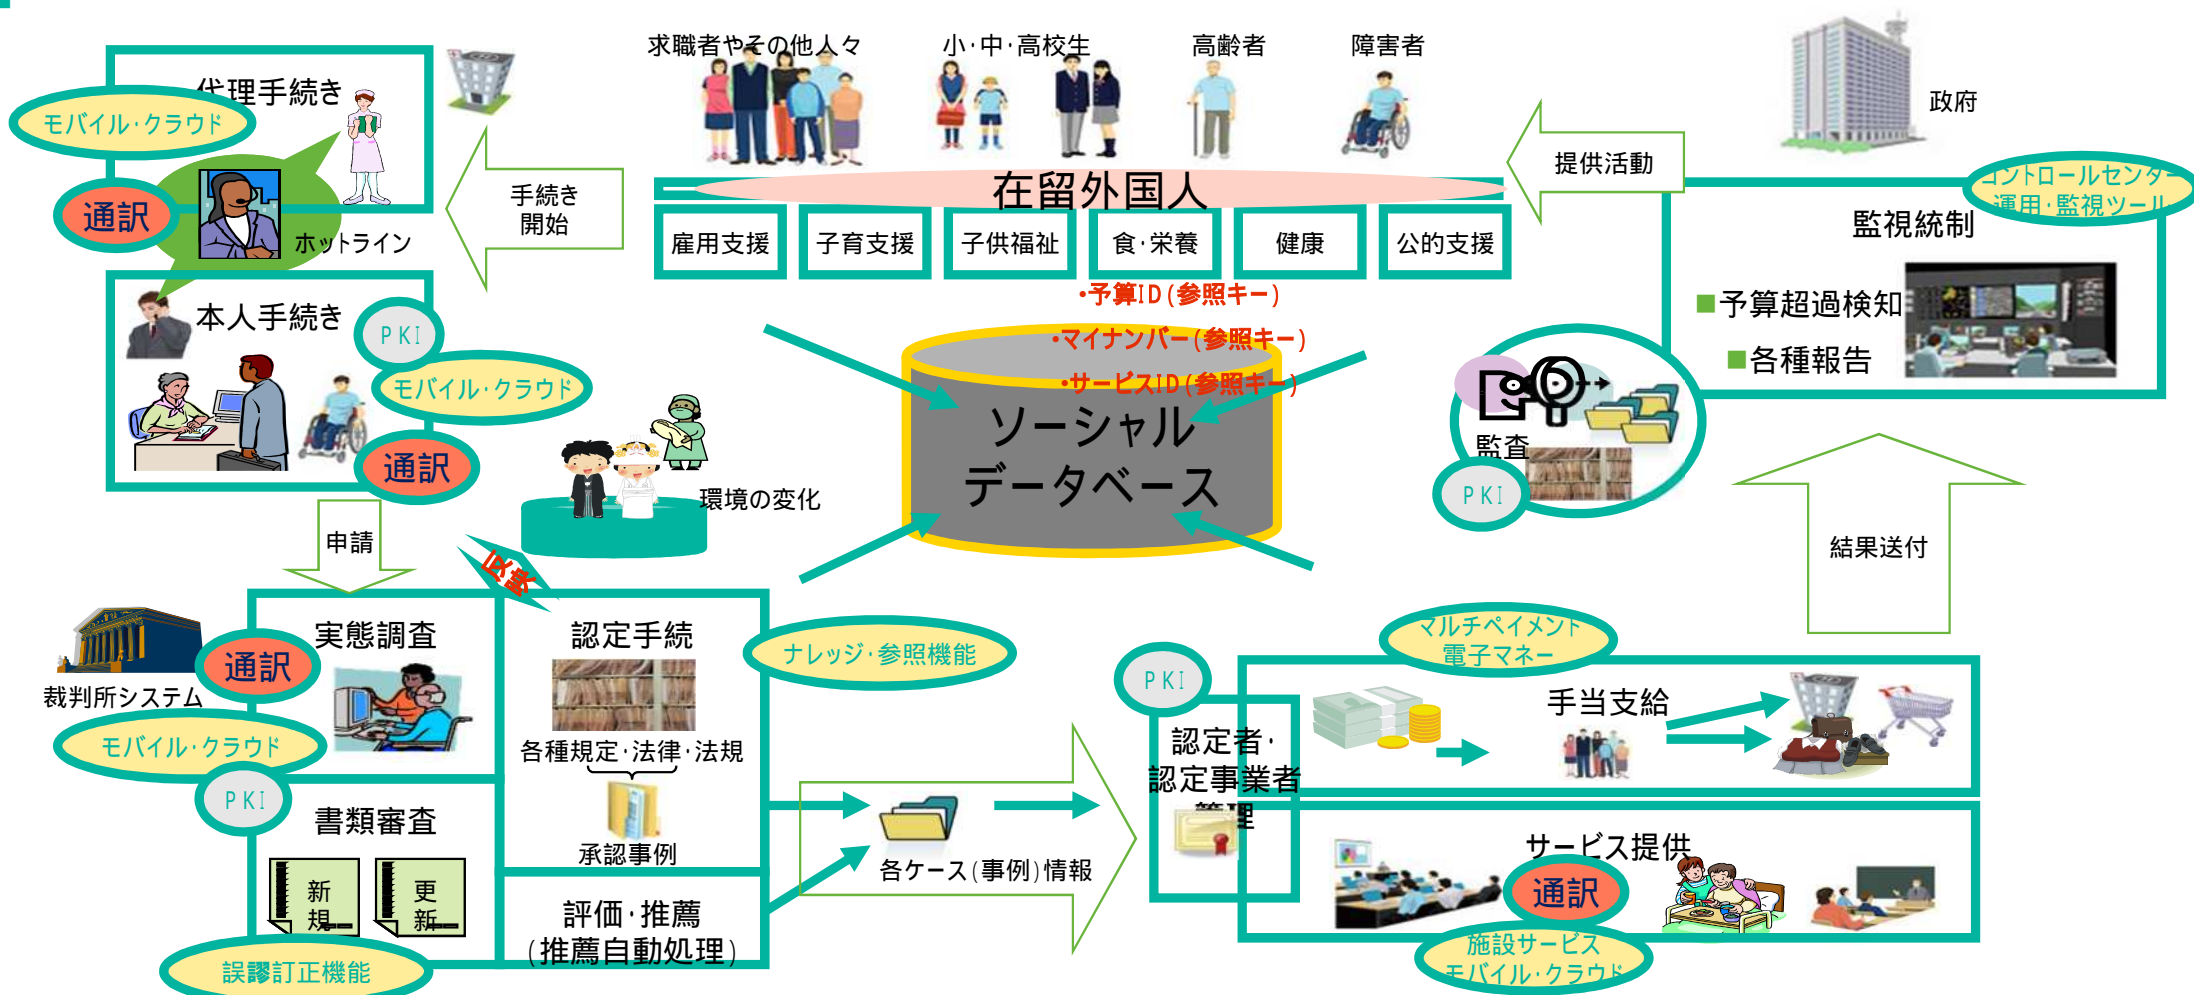 求職者やその他人々
小・中・高校生
高齢者
障害者
政府
代理手続き
モバイル・クラウド
通訳
ホットライン
手続き
開始
在留外国人
提供活動
雇用支援
子育支援
子供福祉
食・栄養
健康
公的支援
コントロールセンター
運用・監視ツール
監視統制
■予算超過検知
■各種報告
本人手続き
PKI
モバイル・クラウド
通訳
・予算ID(参照キー)
・マイナンバー(参照キー)
・サービスID(参照キー)
ソーシャル
データベース
監査
PKI
環境の変化
申請
反映
結果送付
実態調査
通訳
裁判所システム
モバイル・クラウド
PKI
書類審査
新
規
更
新
誤謬訂正機能
認定手続
ナレッジ・参照機能
各種規定・法律・法規
承認事例
評価・推薦
(推薦自動処理)
各ケース(事例)情報
PKI
認定者・
認定事業者
管理
マルチペイメント
電子マネー
手当支給
サービス提供
通訳
施設サービス
モバイル・クラウド